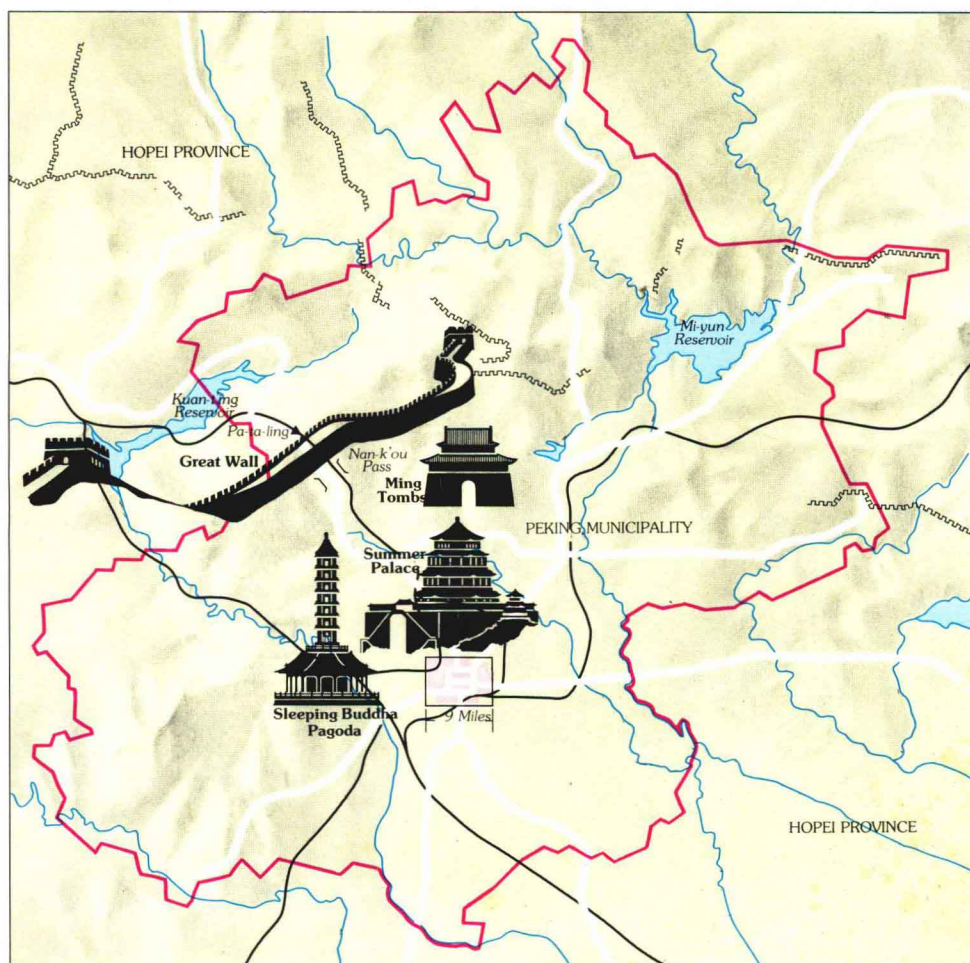 HOPEI PROVINCE
Mi-yun
Reservoir
Kuan-ting
Reservoir
Pa-ta-ling
Great Wall
Nan-k'ou
Pass
Ming
Tombs
PEKING MUNICIPALITY
Summer
Palace
Sleeping Buddha
Pagoda
9 Miles
HOPEI PROVINCE